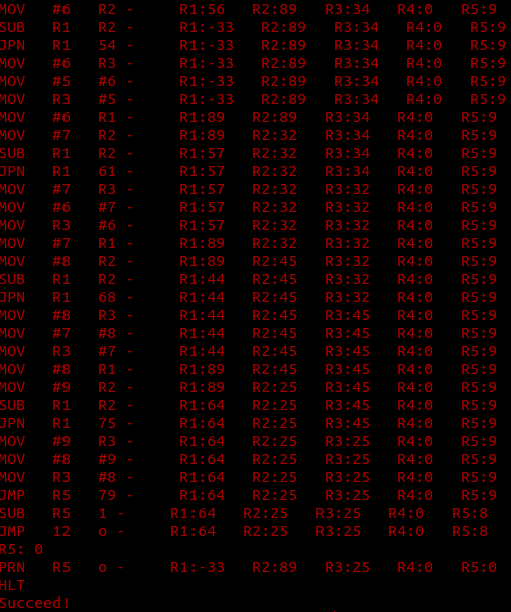 MOV #6 R2 - R1:56 R2:89 R3:34 R4:0 R5:9
SUB R1 R2 - R1:-33 R2:89 R3:34 R4:0 R5:9
JPN R1 54 - R1:-33 R2:89 R3:34 R4:0 R5:9
MOV #6 R3 - R1:-33 R2:89 R3:34 R4:0 R5:9
MOV #5 #6 - R1:-33 R2:89 R3:34 R4:0 R5:9
MOV R3 #5 - R1:-33 R2:89 R3:34 R4:0 R5:9
MOV #6 R1 - R1:89 R2:89 R3:34 R4:0 R5:9
MOV #7 R2 - R1:89 R2:32 R3:34 R4:0 R5:9
SUB R1 R2 - R1:57 R2:32 R3:34 R4:0 R5:9
JPN R1 61 - R1:57 R2:32 R3:34 R4:0 R5:9
MOV #7 R3 - R1:57 R2:32 R3:32 R4:0 R5:9
MOV #6 #7 - R1:57 R2:32 R3:32 R4:0 R5:9
MOV R3 #6 - R1:57 R2:32 R3:32 R4:0 R5:9
MOV #7 R1 - R1:89 R2:32 R3:32 R4:0 R5:9
MOV #8 R2 - R1:89 R2:45 R3:32 R4:0 R5:9
SUB R1 R2 - R1:44 R2:45 R3:32 R4:0 R5:9
JPN R1 68 - R1:44 R2:45 R3:32 R4:0 R5:9
MOV #8 R3 - R1:44 R2:45 R3:45 R4:0 R5:9
MOV #7 #8 - R1:44 R2:45 R3:45 R4:0 R5:9
MOV R3 #7 - R1:44 R2:45 R3:45 R4:0 R5:9
MOV #8 R1 - R1:89 R2:45 R3:45 R4:0 R5:9
MOV #9 R2 - R1:89 R2:25 R3:45 R4:0 R5:9
SUB R1 R2 - R1:64 R2:25 R3:45 R4:0 R5:9
JPN R1 75 - R1:64 R2:25 R3:45 R4:0 R5:9
MOV #9 R3 - R1:64 R2:25 R3:25 R4:0 R5:9
MOV #8 #9 - R1:64 R2:25 R3:25 R4:0 R5:9
MOV R3 #8 - R1:64 R2:25 R3:25 R4:0 R5:9
JMP R5 79 - R1:64 R2:25 R3:25 R4:0 R5:9
SUB R5 1 - R1:64 R2:25 R3:25 R4:0 R5:8
JMP 12 o - R1:64 R2:25 R3:25 R4:0 R5:8
R5: 0
PRN R5 o - R1:-33 R2:89 R3:25 R4:0 R5:0
HLT
Succeed!